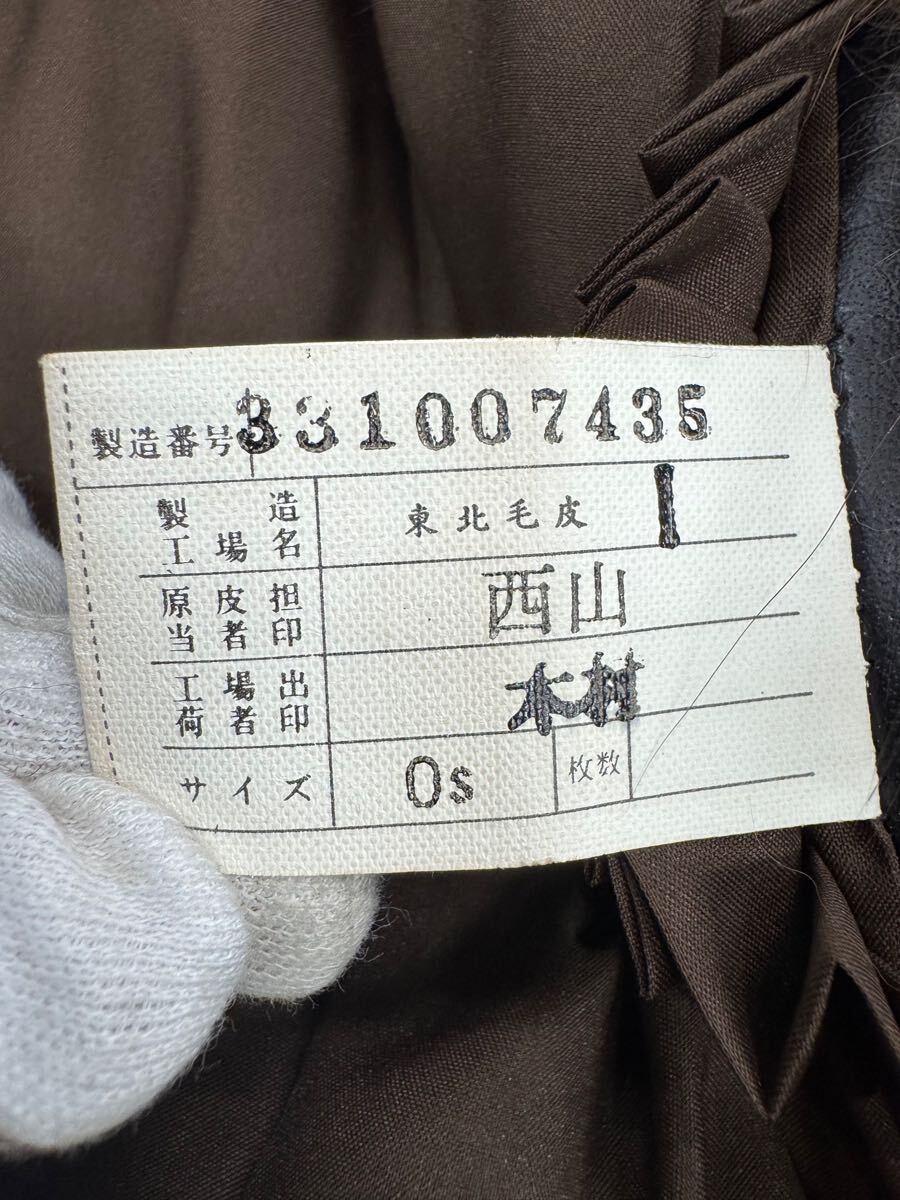 製造番号 331007435
製造工場名 東北毛皮 I
原皮担当者印 西山
工場出荷者印 木村
サイズ 0s 枚数